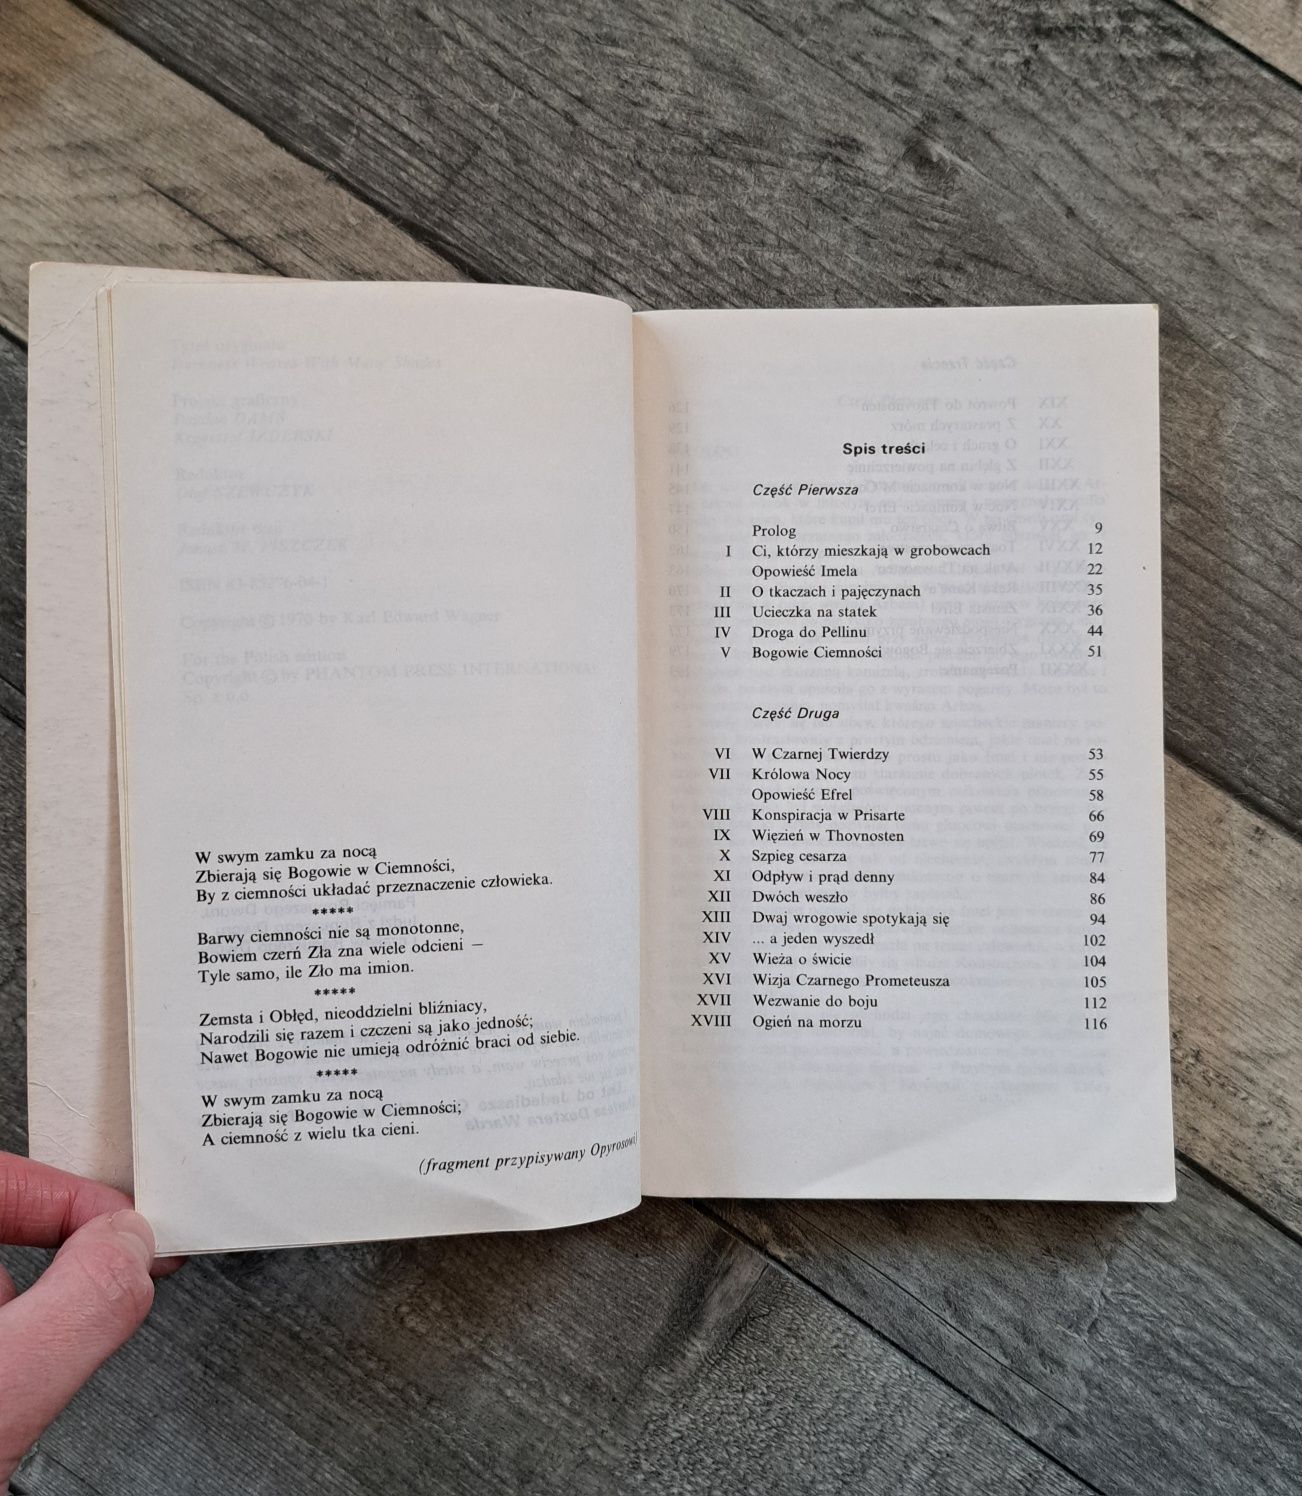 W swym zamku za nocą
Zbierają się Bogowie w Ciemności,
By z ciemności układać przeznaczenie człowieka.
*****
Barwy ciemności nie są monotonne,
Bowiem czerń Zła zna wiele odcieni —
Tyle samo, ile Zło ma imion.
*****
Zemsta i Obłęd, nieoddzielni bliźniacy,
Narodzili się razem i czczeni są jako jedność;
Nawet Bogowie nie umieją odróżnić braci od siebie.
*****
W swym zamku za nocą
Zbierają się Bogowie w Ciemności;
A ciemność z wielu tka cieni.
(fragment przypisywany Opyrosowi)
Spis treści
Część Pierwsza
Prolog 9
I Ci, którzy mieszkają w grobowcach 12
Opowieść Imela 22
II O tkaczach i pajęczynach 35
III Ucieczka na statek 36
IV Droga do Pellinu 44
V Bogowie Ciemności 51
Część Druga
VI W Czarnej Twierdzy 53
VII Królowa Nocy 55
Opowieść Efrel 58
VIII Konspiracja w Prisarte 66
IX Więzień w Thovnosten 69
X Szpieg cesarza 77
XI Odpływ i prąd denny 84
XII Dwóch weszło 86
XIII Dwaj wrogowie spotykają się 94
XIV ... a jeden wyszedł 102
XV Wieża o świcie 104
XVI Wizja Czarnego Prometeusza 105
XVII Wezwanie do boju 112
XVIII Ogień na morzu 116